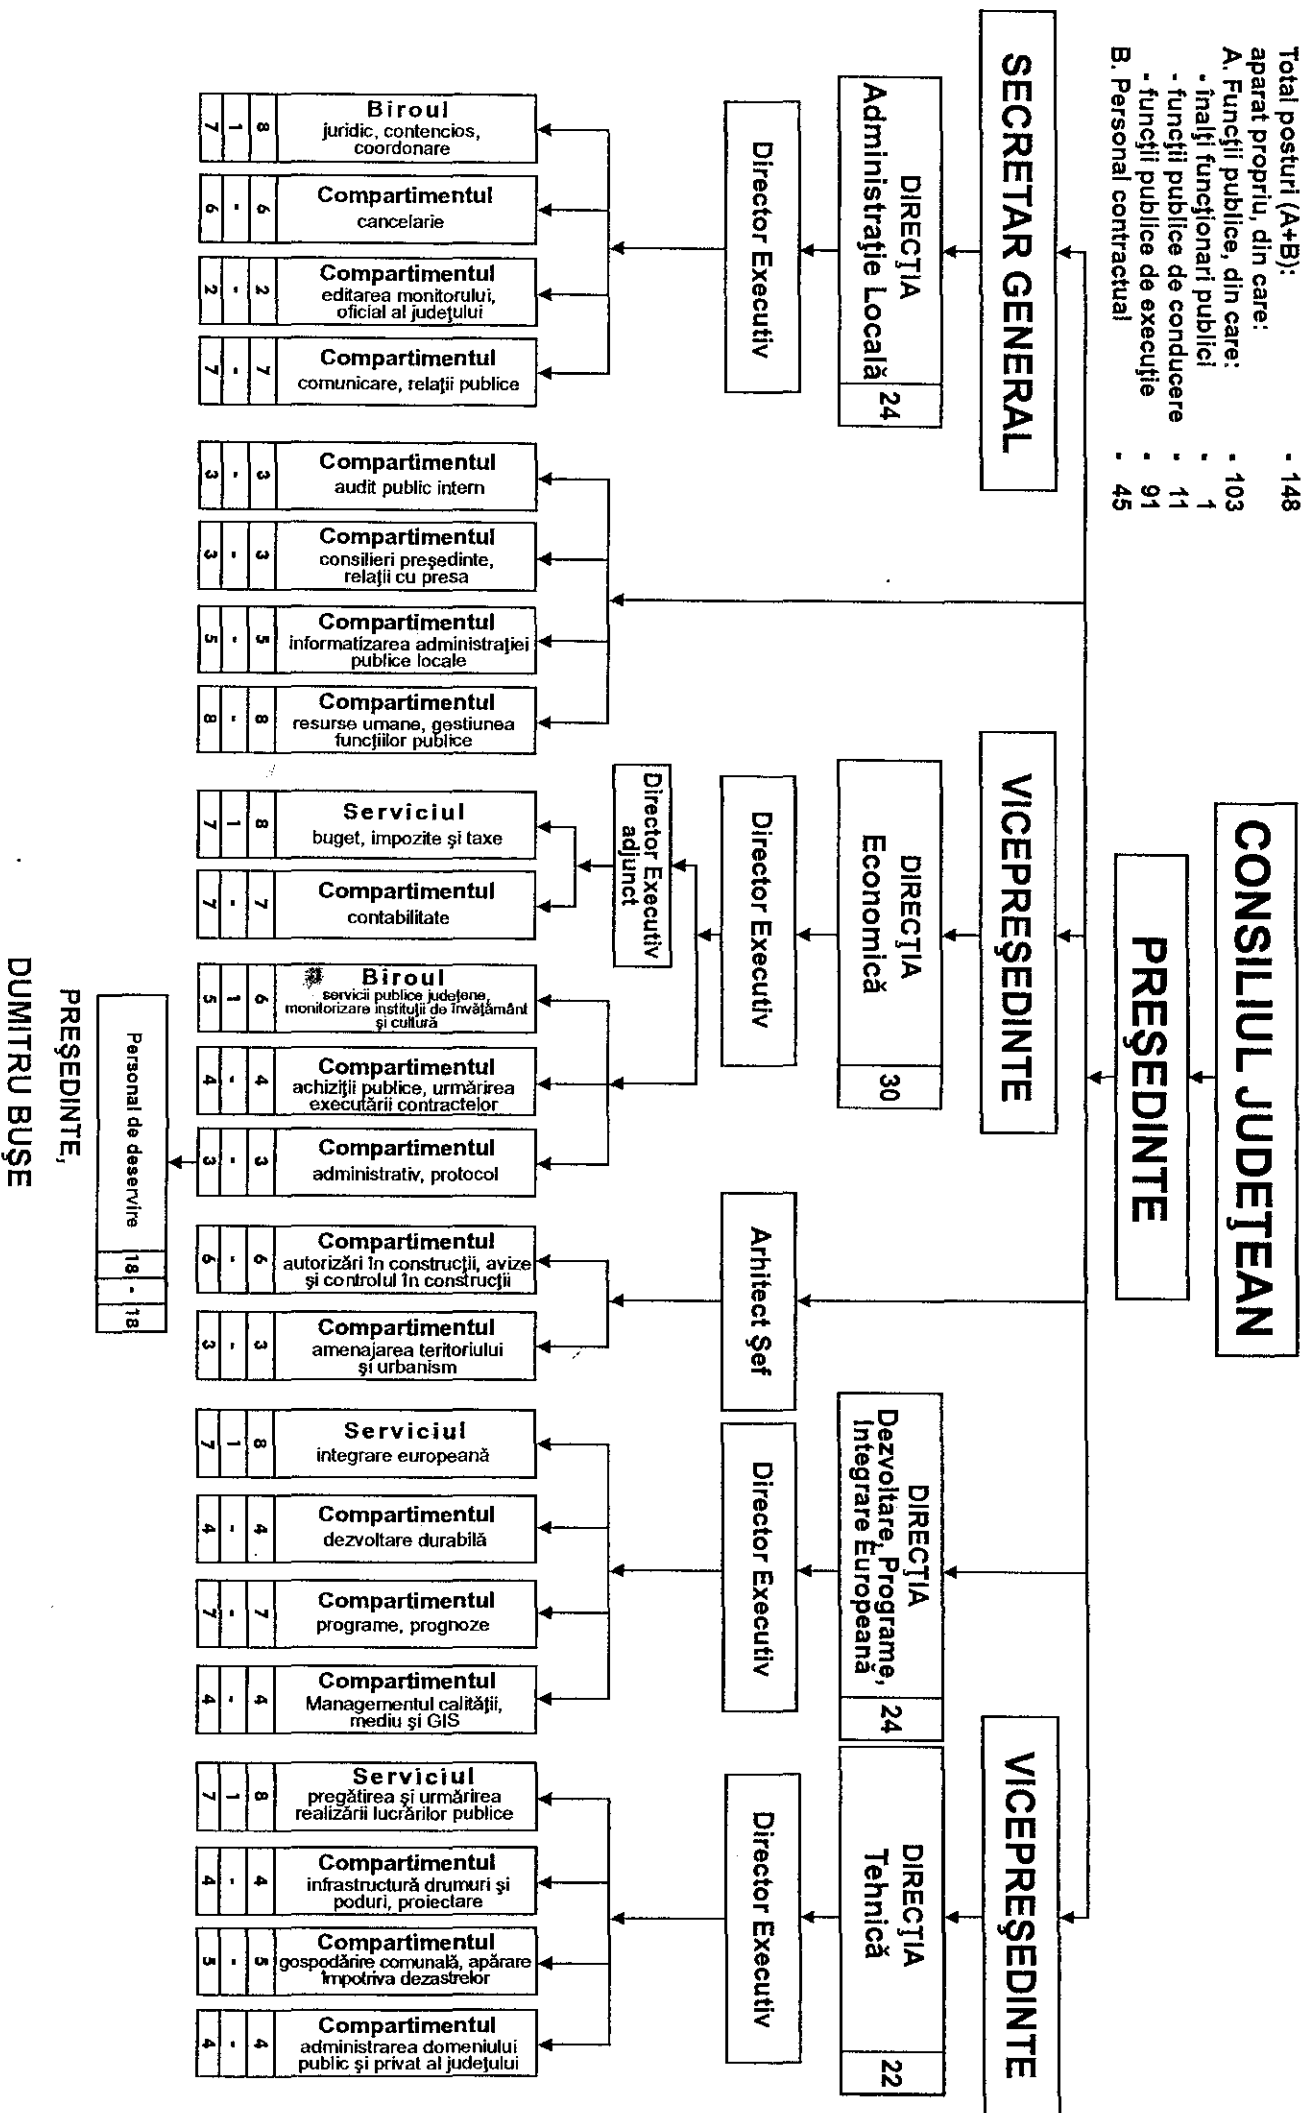 Total posturi (A+B): - 148
aparat propriu, din care:
A. Funcţii publice, din care: - 103
- înalţi funcţionari publici - 1
- funcţii publice de conducere - 11
- funcţii publice de execuţie - 91
B. Personal contractual - 45
CONSILIUL JUDEŢEAN
PREŞEDINTE
SECRETAR GENERAL
VICEPREŞEDINTE
VICEPREŞEDINTE
DIRECŢIA
Administraţie Locală
24
DIRECŢIA
Economică
30
DIRECŢIA
Dezvoltare, Programe,
Integrare Europeană
24
DIRECŢIA
Tehnică
22
Director Executiv
Director Executiv
Arhitect Şef
Director Executiv
Director Executiv
Director Executiv
adjunct
Biroul
juridic, contencios,
coordonare
8
1
7
Compartimentul
cancelarie
6
-
6
Compartimentul
editarea monitorului,
oficial al judeţului
2
-
2
Compartimentul
comunicare, relaţii publice
7
-
7
Compartimentul
audit public intern
3
-
3
Compartimentul
consilieri preşedinte,
relaţii cu presa
3
-
3
Compartimentul
informatizarea administraţiei
publice locale
5
-
5
Compartimentul
resurse umane, gestiunea
funcţiilor publice
8
-
8
Serviciul
buget, impozite şi taxe
8
1
7
Compartimentul
contabilitate
7
-
7
Biroul
servicii publice judeţene,
monitorizare instituţii de învăţământ
şi cultură
6
1
5
Compartimentul
achiziţii publice, urmărirea
executării contractelor
4
-
4
Compartimentul
administrativ, protocol
3
-
3
Compartimentul
autorizări în construcţii, avize
şi controlul în construcţii
6
-
6
Compartimentul
amenajarea teritoriului
şi urbanism
3
-
3
Serviciul
integrare europeană
8
1
7
Compartimentul
dezvoltare durabilă
4
-
4
Compartimentul
programe, prognoze
7
-
7
Compartimentul
Managementul calităţii,
mediu şi GIS
4
-
4
Serviciul
pregătirea şi urmărirea
realizării lucrărilor publice
8
1
7
Compartimentul
infrastructură drumuri şi
poduri, proiectare
4
-
4
Compartimentul
gospodărire comunală, apărare
împotriva dezastrelor
5
-
5
Compartimentul
administrarea domeniului
public şi privat al judeţului
4
-
4
Personal de deservire 18 - 18
PREŞEDINTE,
DUMITRU BUŞE